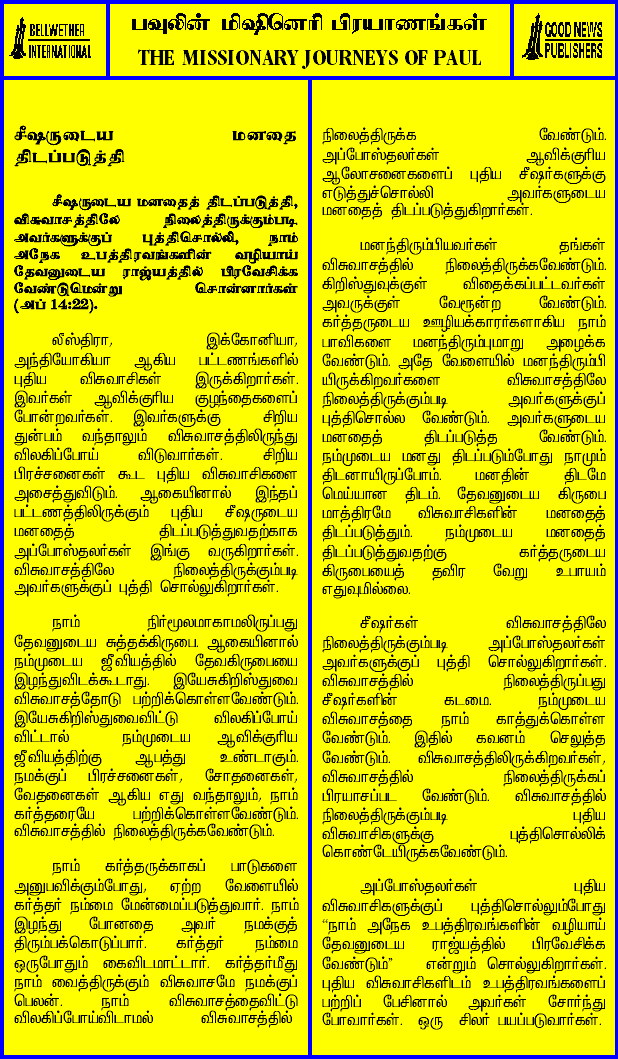 BELLWETHER
INTERNATIONAL
பவுலின் மிஷினெரி பிரயாணங்கள்
THE MISSIONARY JOURNEYS OF PAUL
GOOD NEWS
PUBLISHERS
சீஷருடைய மனதை
திடப்படுத்தி
சீஷருடைய மனதைத் திடப்படுத்தி,
விசுவாசத்திலே நிலைத்திருக்கும்படி
அவர்களுக்குப் புத்திசொல்லி, நாம்
அநேக உபத்திரவங்களின் வழியாய்
தேவனுடைய ராஜ்யத்தில் பிரவேசிக்க
வேண்டுமென்று சொன்னார்கள்
(அப் 14:22).
லீஸ்திரா, இக்கோனியா,
அந்தியோகியா ஆகிய பட்டணங்களில்
புதிய விசுவாசிகள் இருக்கிறார்கள்.
இவர்கள் ஆவிக்குரிய குழந்தைகளைப்
போன்றவர்கள். இவர்களுக்கு சிறிய
துன்பம் வந்தாலும் விசுவாசத்திலிருந்து
விலகிப்போய் விடுவார்கள். சிறிய
பிரச்சனைகள் கூட புதிய விசுவாசிகளை
அசைத்துவிடும். ஆகையினால் இந்தப்
பட்டணத்திலிருக்கும் புதிய சீஷருடைய
மனதைத் திடப்படுத்துவதற்காக
அப்போஸ்தலர்கள் இங்கு வருகிறார்கள்.
விசுவாசத்திலே நிலைத்திருக்கும்படி
அவர்களுக்குப் புத்தி சொல்லுகிறார்கள்.
நாம் நிர்மூலமாகாமலிருப்பது
தேவனுடைய சுத்தக்கிருபை. ஆகையினால்
நம்முடைய ஜீவியத்தில் தேவகிருபையை
இழந்துவிடக்கூடாது. இயேசுகிறிஸ்துவை
விசுவாசத்தோடு பற்றிக்கொள்ளவேண்டும்.
இயேசுகிறிஸ்துவைவிட்டு விலகிப்போய்
விட்டால் நம்முடைய ஆவிக்குரிய
ஜீவியத்திற்கு ஆபத்து உண்டாகும்.
நமக்குப் பிரச்சனைகள், சோதனைகள்,
வேதனைகள் ஆகிய எது வந்தாலும், நாம்
கர்த்தரையே பற்றிக்கொள்ளவேண்டும்.
விசுவாசத்தில் நிலைத்திருக்கவேண்டும்.
நாம் கர்த்தருக்காகப் பாடுகளை
அனுபவிக்கும்போது, ஏற்ற வேளையில்
கர்த்தர் நம்மை மேன்மைப்படுத்துவார். நாம்
இழந்து போனதை அவர் நமக்குத்
திரும்பக்கொடுப்பார். கர்த்தர் நம்மை
ஒருபோதும் கைவிடமாட்டார். கர்த்தர்மீது
நாம் வைத்திருக்கும் விசுவாசமே நமக்குப்
பெலன். நாம் விசுவாசத்தைவிட்டு
விலகிப்போய்விடாமல் விசுவாசத்தில்
நிலைத்திருக்க வேண்டும்.
அப்போஸ்தலர்கள் ஆவிக்குரிய
ஆலோசனைகளைப் புதிய சீஷர்களுக்கு
எடுத்துச்சொல்லி அவர்களுடைய
மனதைத் திடப்படுத்துகிறார்கள்.
மனந்திரும்பியவர்கள் தங்கள்
விசுவாசத்தில் நிலைத்திருக்கவேண்டும்.
கிறிஸ்துவுக்குள் விதைக்கப்பட்டவர்கள்
அவருக்குள் வேரூன்ற வேண்டும்.
கர்த்தருடைய ஊழியக்காரர்களாகிய நாம்
பாவிகளை மனந்திரும்புமாறு அழைக்க
வேண்டும். அதே வேளையில் மனந்திரும்பி
யிருக்கிறவர்களை விசுவாசத்திலே
நிலைத்திருக்கும்படி அவர்களுக்குப்
புத்திசொல்ல வேண்டும். அவர்களுடைய
மனதைத் திடப்படுத்த வேண்டும்.
நம்முடைய மனது திடப்படும்போது நாமும்
திடனாயிருப்போம். மனதின் திடமே
மெய்யான திடம். தேவனுடைய கிருபை
மாத்திரமே விசுவாசிகளின் மனதைத்
திடப்படுத்தும். நம்முடைய மனதைத்
திடப்படுத்துவதற்கு கர்த்தருடைய
கிருபையைத் தவிர வேறு உபாயம்
எதுவுமில்லை.
சீஷர்கள் விசுவாசத்திலே
நிலைத்திருக்கும்படி அப்போஸ்தலர்கள்
அவர்களுக்குப் புத்தி சொல்லுகிறார்கள்.
விசுவாசத்தில் நிலைத்திருப்பது
சீஷர்களின் கடமை. நம்முடைய
விசுவாசத்தை நாம் காத்துக்கொள்ள
வேண்டும். இதில் கவனம் செலுத்த
வேண்டும். விசுவாசத்திலிருக்கிறவர்கள்,
விசுவாசத்தில் நிலைத்திருக்கப்
பிரயாசப்பட வேண்டும். விசுவாசத்தில்
நிலைத்திருக்கும்படி புதிய
விசுவாசிகளுக்கு புத்திசொல்லிக்
கொண்டேயிருக்கவேண்டும்.
அப்போஸ்தலர்கள் புதிய
விசுவாசிகளுக்குப் புத்திசொல்லும்போது
“நாம் அநேக உபத்திரவங்களின் வழியாய்
தேவனுடைய ராஜ்யத்தில் பிரவேசிக்க
வேண்டும்” என்றும் சொல்லுகிறார்கள்.
புதிய விசுவாசிகளிடம் உபத்திரவங்களைப்
பற்றிப் பேசினால் அவர்கள் சோர்ந்து
போவார்கள். ஒரு சிலர் பயப்படுவார்கள்.